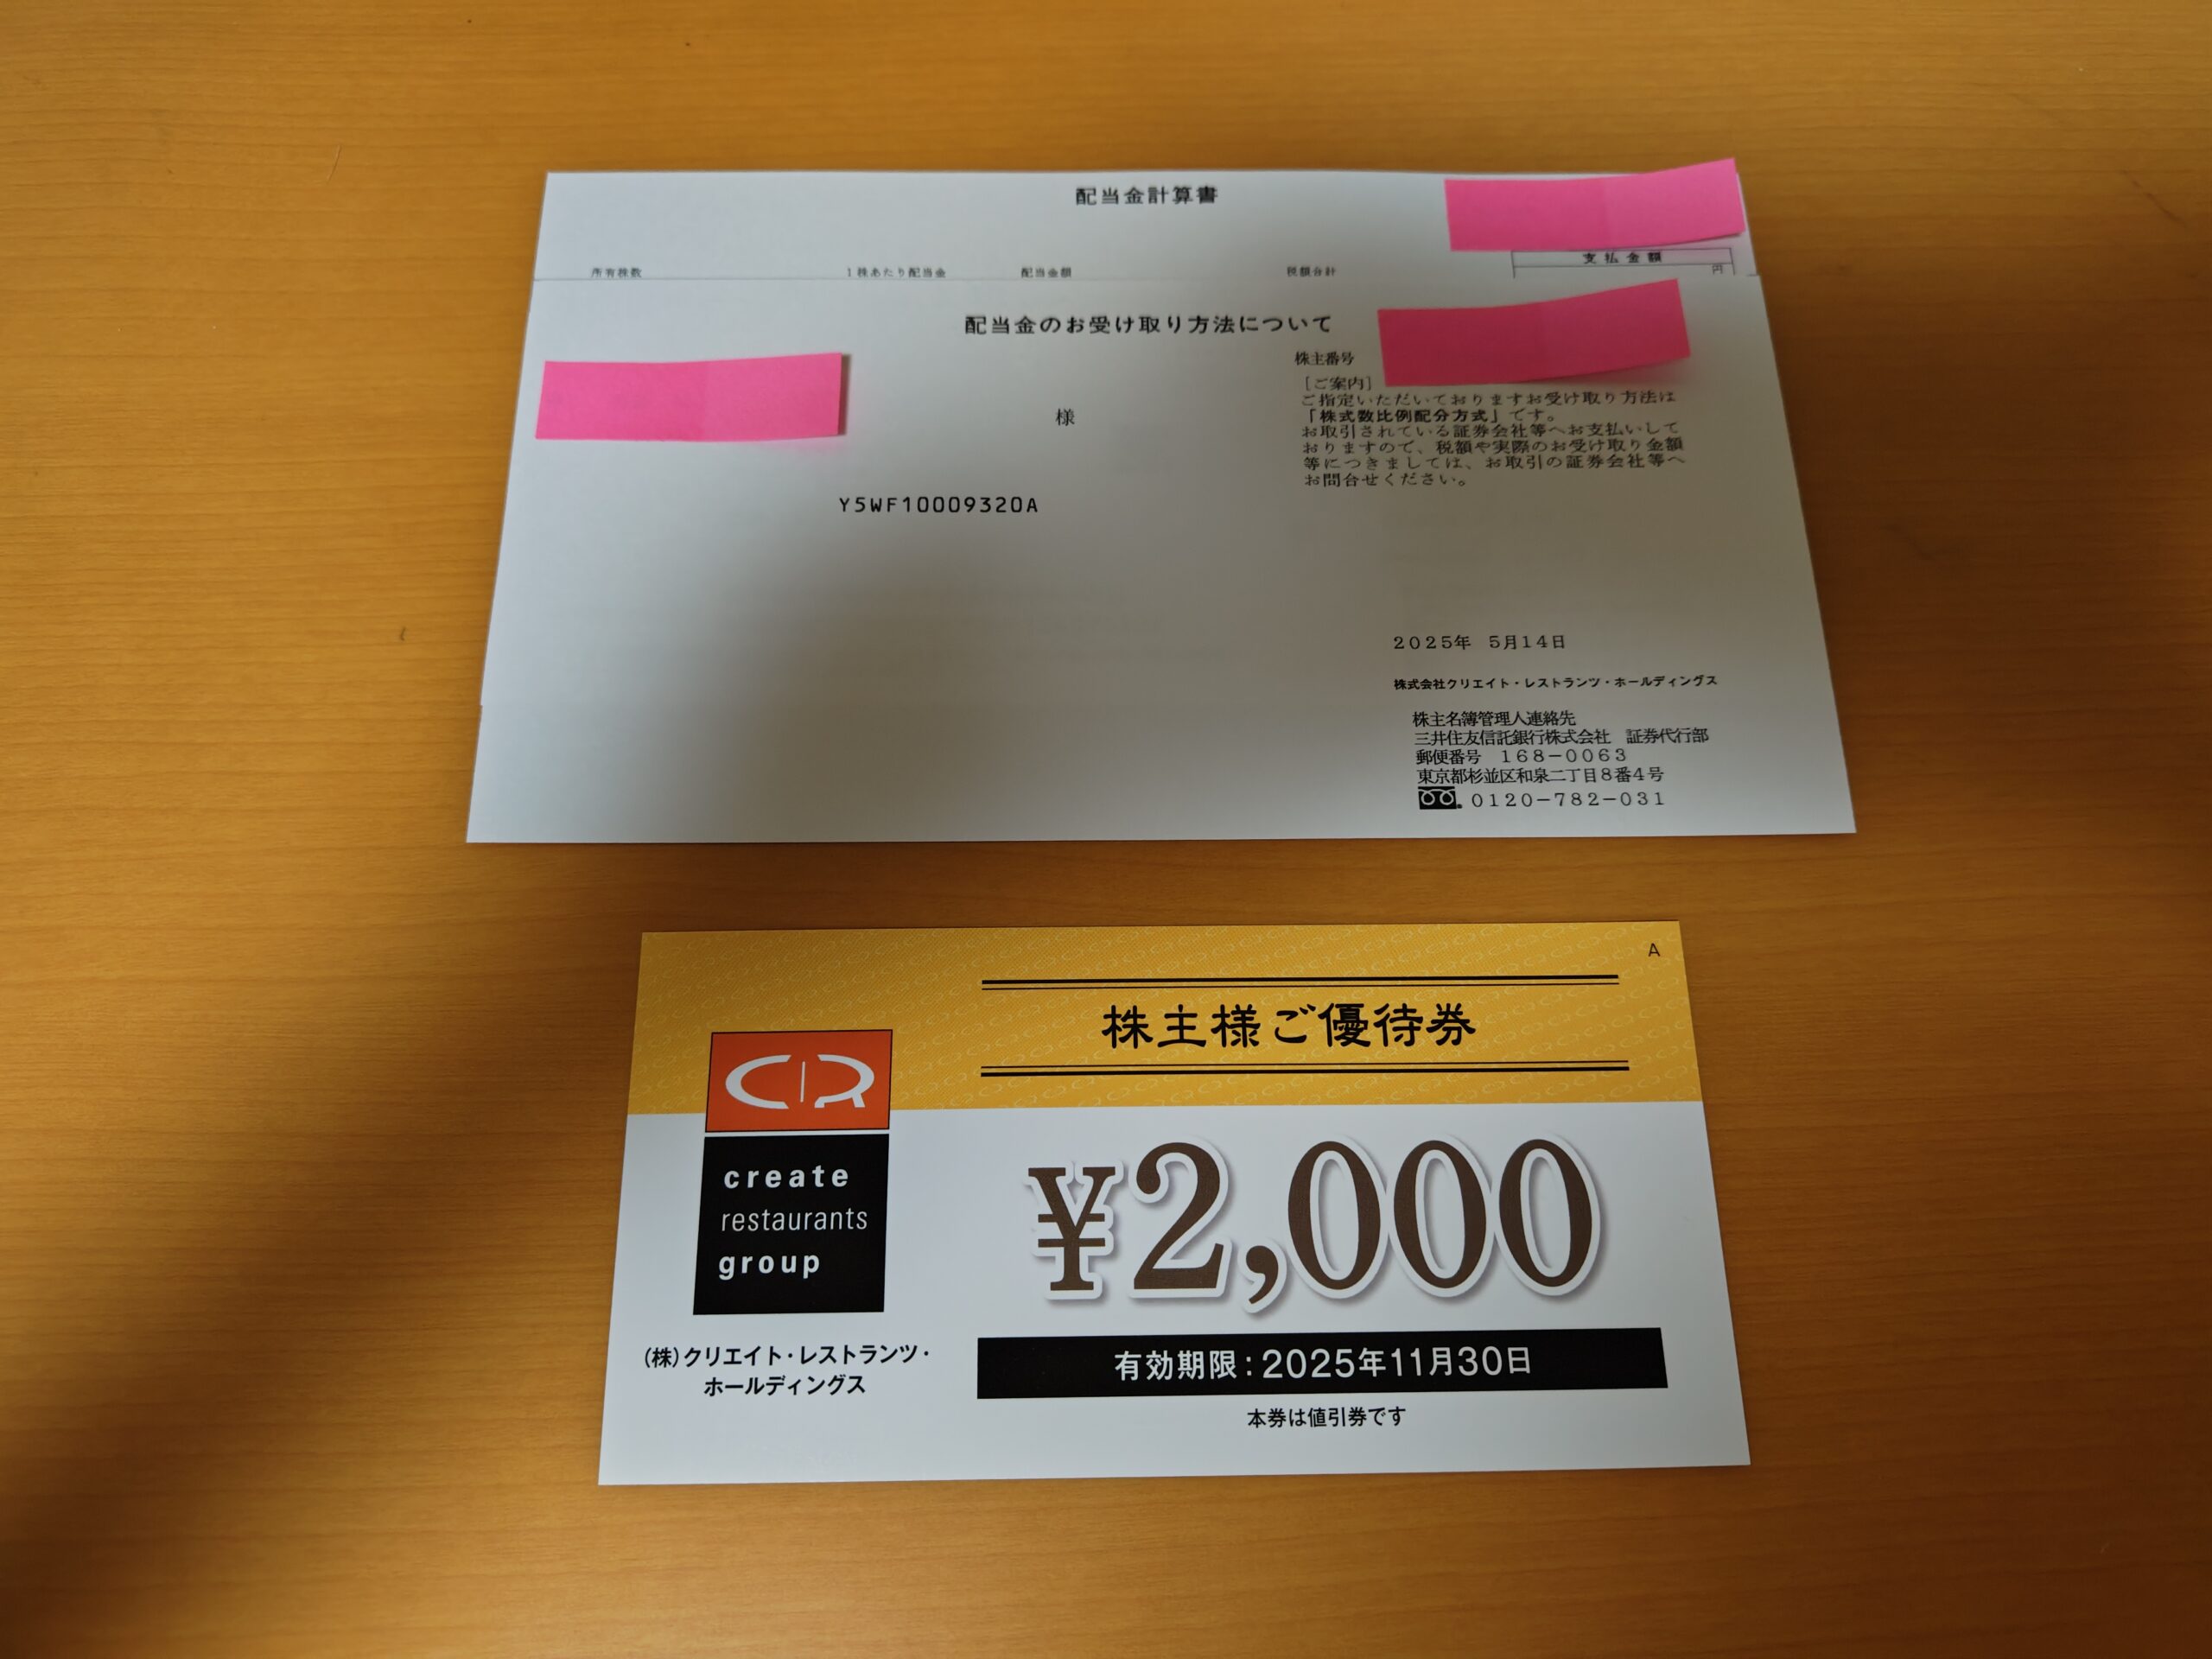 配当金計算書
所有株数 1株あたり配当金 配当金額 税額合計 支払金額
円
配当金のお受け取り方法について
株主番号
様
[ご案内]
ご指定いただいておりますお受け取り方法は
「株式数比例配分方式」です。
お取引されている証券会社等へお支払いして
おりますので、税額や実際のお受け取り金額
等につきましては、お取引の証券会社等へ
お問合せください。
Y5WF10009320A
2025年 5月14日
株式会社クリエイト・レストランツ・ホールディングス
株主名簿管理人連絡先
三井住友信託銀行株式会社 証券代行部
郵便番号 168-0063
東京都杉並区和泉二丁目8番4号
0120-782-031
A
株主様ご優待券
CR
create
restaurants
group
¥2,000
(株)クリエイト・レストランツ・
ホールディングス
有効期限:2025年11月30日
本券は値引券です